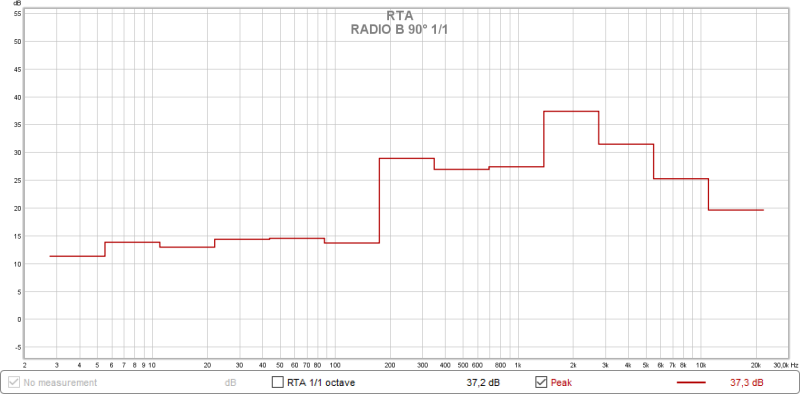 dB
RTA
RADIO B 90° 1/1
55
50
45
40
35
30
25
20
15
10
5
0
-5
2 3 4 5 6 7 8 9 10 20 30 40 50 60 70 80 100 200 300 400 500 600 700 800 1k 2k 3k 4k 5k 6k 7k 8k 10k 20k 30,0k Hz
No measurement dB RTA 1/1 octave 37,2 dB Peak 37,3 dB